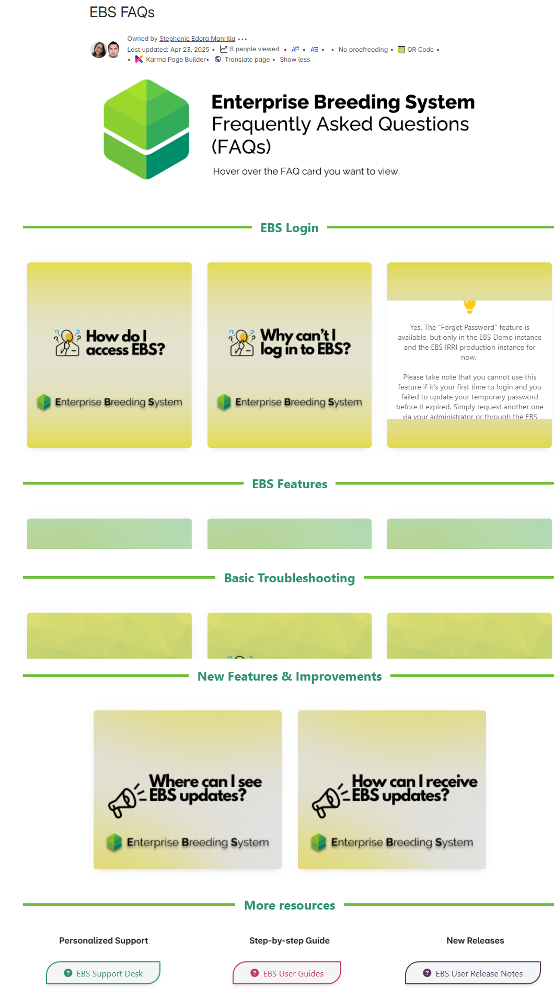 EBS FAQs
Owned by Stephanie Edora Manrilla •••
Last updated: Apr 23, 2025 • 8 people viewed • • • • No proofreading • QR Code •
• Karma Page Builder• Translate page • Show less
Enterprise Breeding System
Frequently Asked Questions
(FAQs)
Hover over the FAQ card you want to view.
EBS Login
How do I
access EBS?
Enterprise Breeding System
Why can't I
log in to EBS?
Enterprise Breeding System
Yes. The "Forget Password" feature is
available, but only in the EBS Demo instance
and the EBS IRRI production instance for
now.
Please take note that you cannot use this
feature if it's your first time to login and you
failed to update your temporary password
before it expired. Simply request another one
via your administrator or through the EBS
EBS Features
Basic Troubleshooting
New Features & Improvements
Where can I see
EBS updates?
Enterprise Breeding System
How can I receive
EBS updates?
Enterprise Breeding System
More resources
Personalized Support
EBS Support Desk
Step-by-step Guide
EBS User Guides
New Releases
EBS User Release Notes